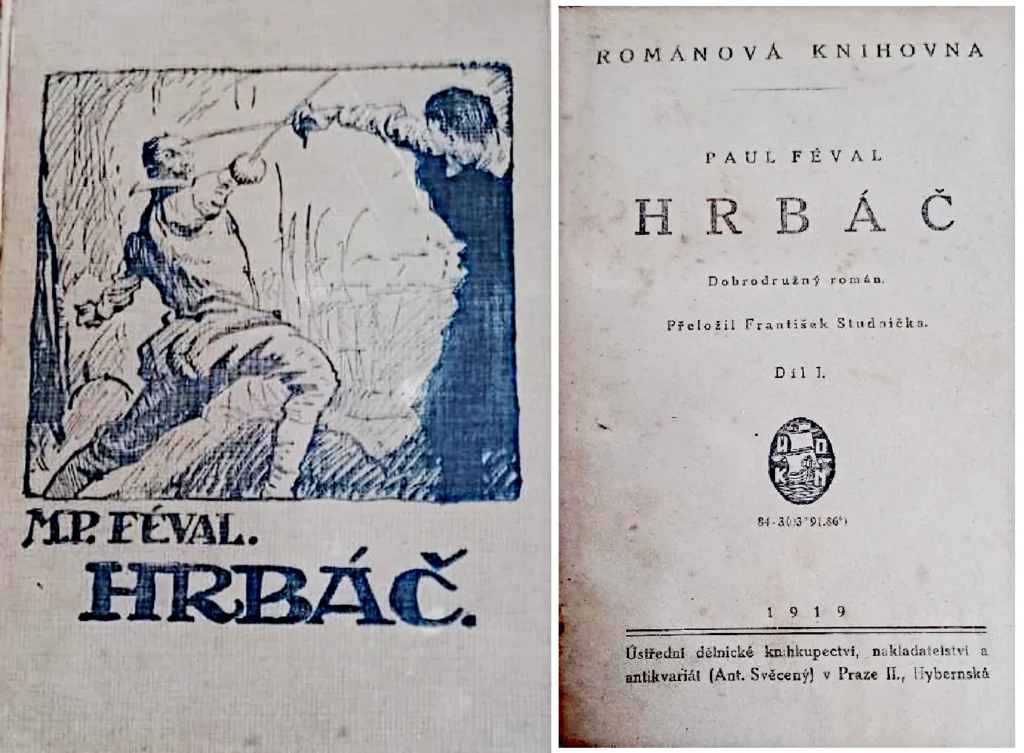 M.P. FÉVAL.
HRBÁČ.
ROMÁNOVÁ KNIHOVNA
PAUL FÉVAL
HRBÁČ
Dobrodružný román.
Přeložil František Studnička.
Díl I.
1919
Ústřední dělnické knihkupectví, nakladatelství a
antikvariát (Ant. Svěcený) v Praze II., Hybernská